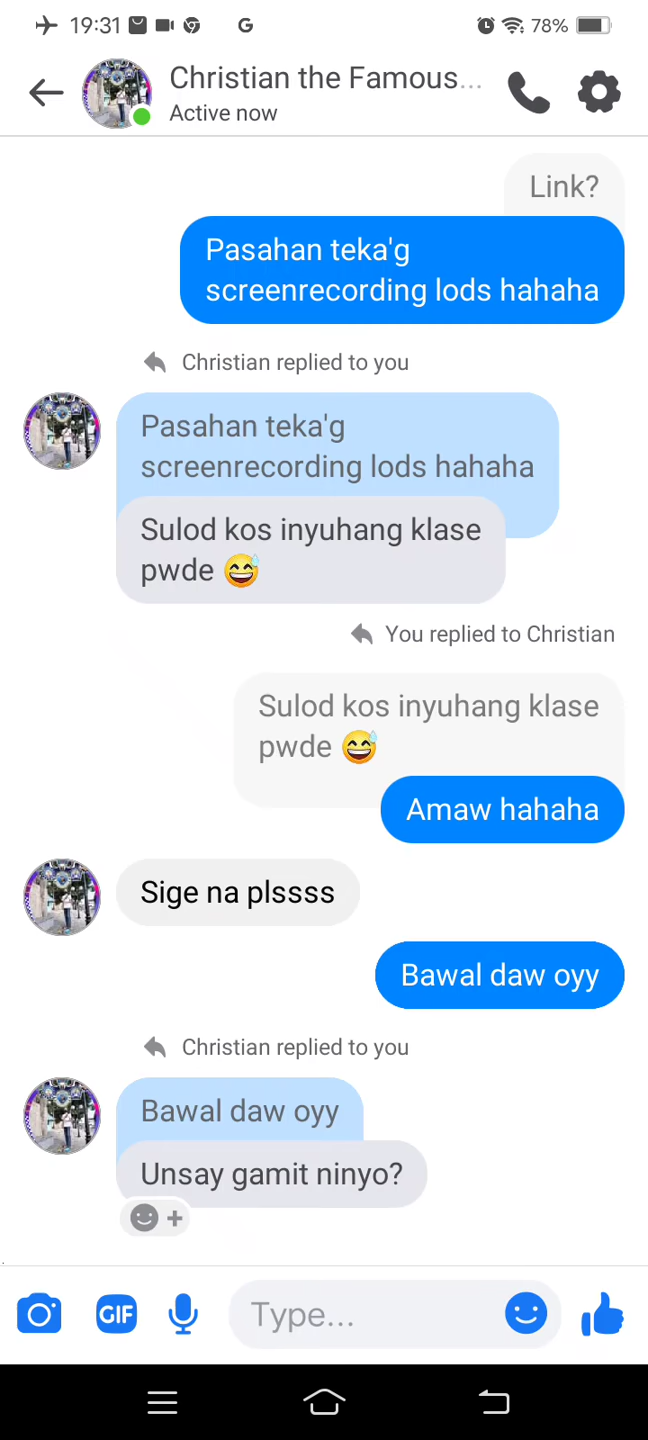 19:31
G
78%
Christian the Famous...
Active now
Link?
Pasahan teka'g
screenrecording lods hahaha
Christian replied to you
Pasahan teka'g
screenrecording lods hahaha
Sulod kos inyuhang klase
pwde 😅
You replied to Christian
Sulod kos inyuhang klase
pwde 😅
Amaw hahaha
Sige na plssss
Bawal daw oyy
Christian replied to you
Bawal daw oyy
Unsay gamit ninyo?
GIF
Type...